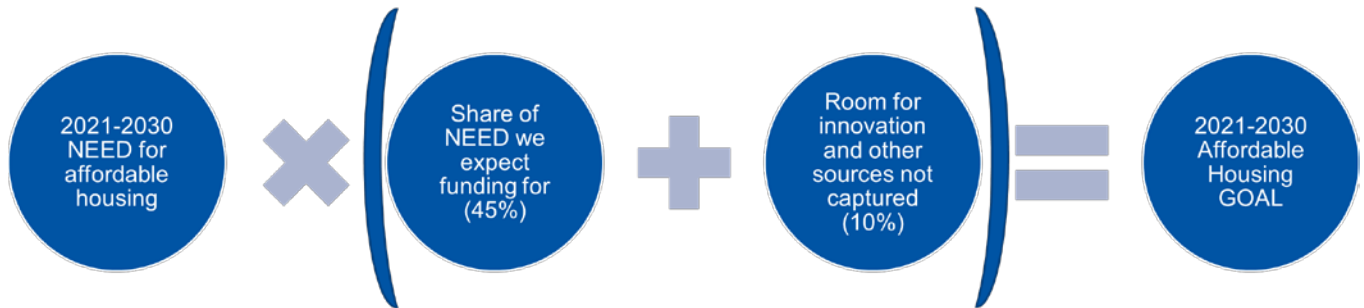 2021-2030
NEED for
affordable
housing
Share of
NEED we
expect
funding for
(45%)
Room for
innovation
and other
sources not
captured
(10%)
2021-2030
Affordable
Housing
GOAL